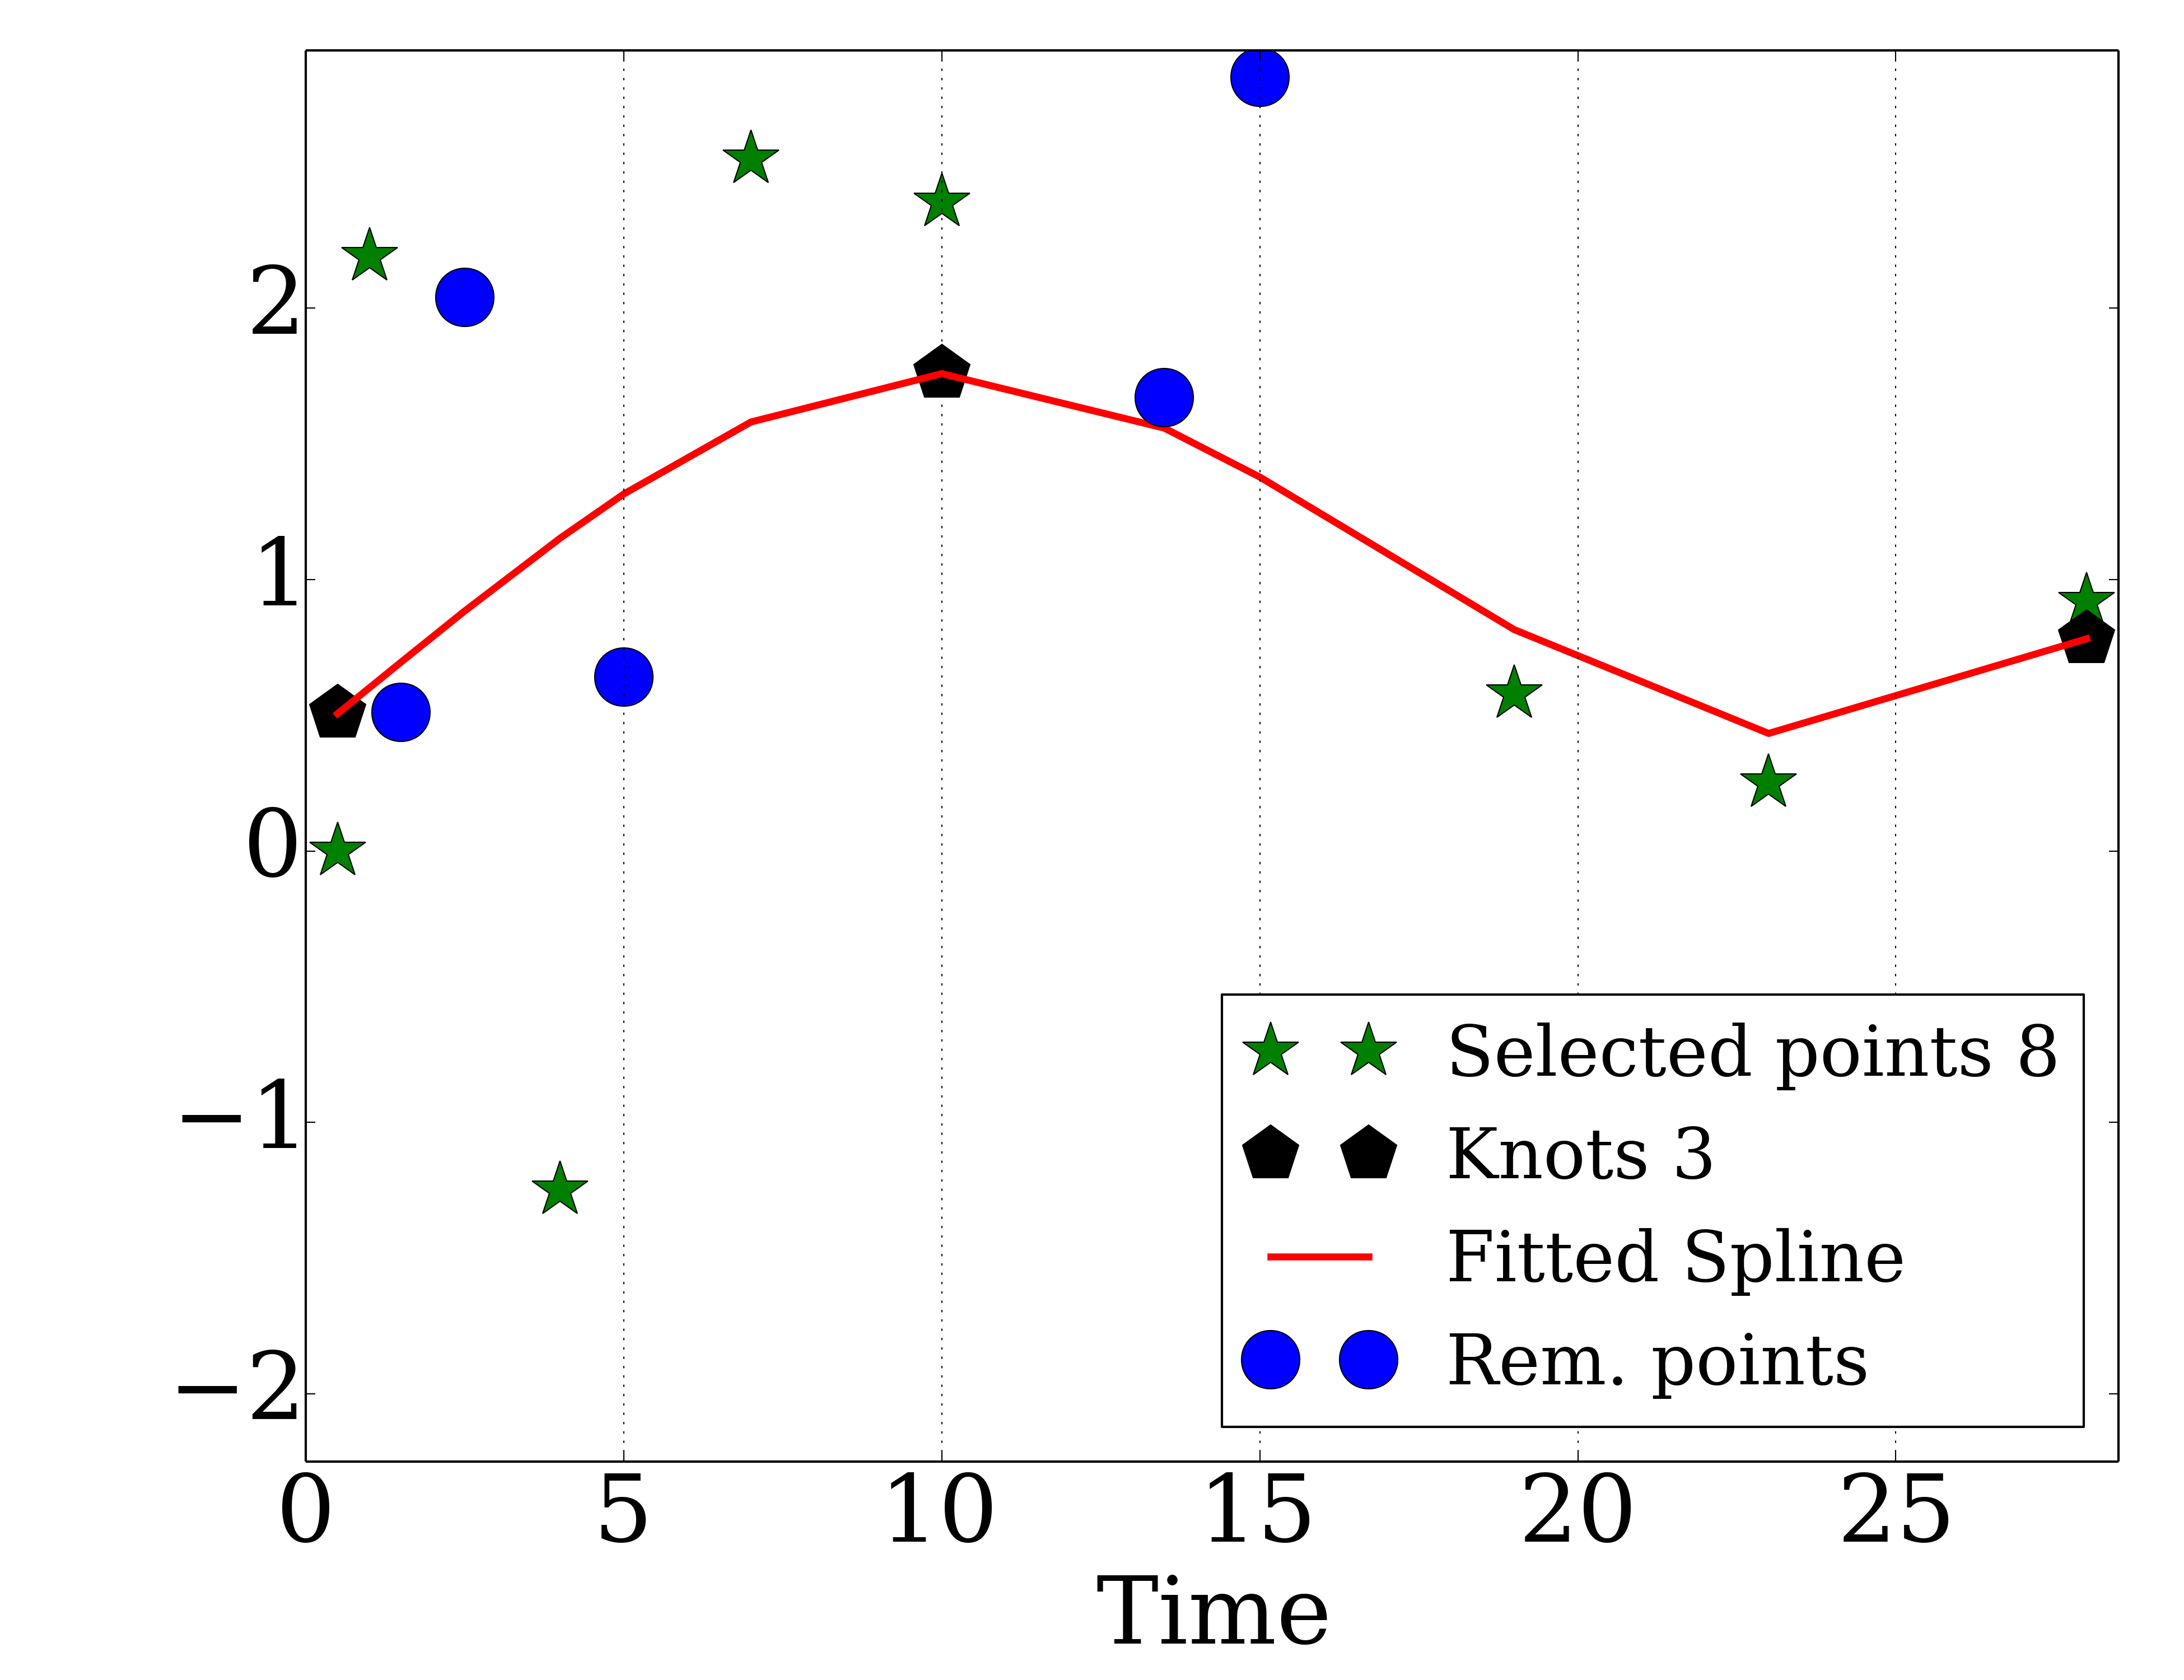 2
1
0
−1
−2
Selected points 8
Knots 3
Fitted Spline
Rem. points
0 5 10 15 20 25
Time